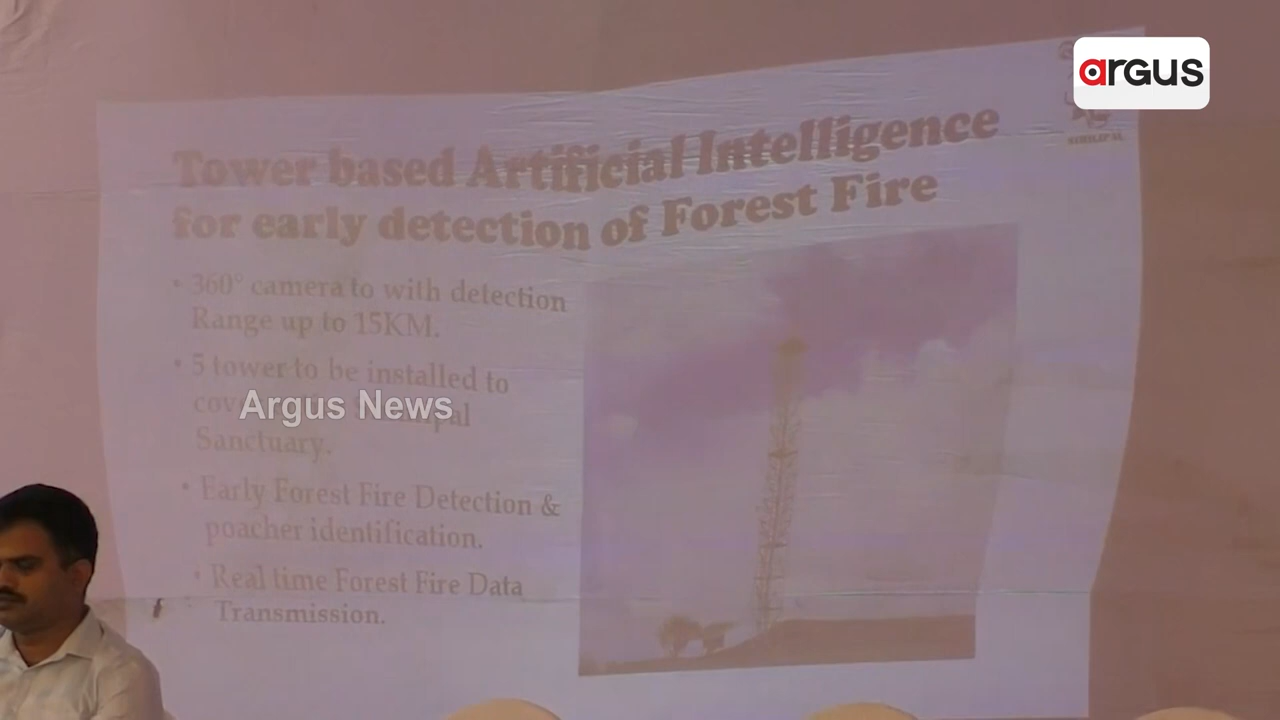 argus
Tower based Artificial Intelligence
for early detection of Forest Fire
• 360° camera to with detection
Range up to 15KM.
• 5 tower to be installed to
Argus News
Sanctuary.
• Early Forest Fire Detection &
poacher identification.
• Real time Forest Fire Data
Transmission.